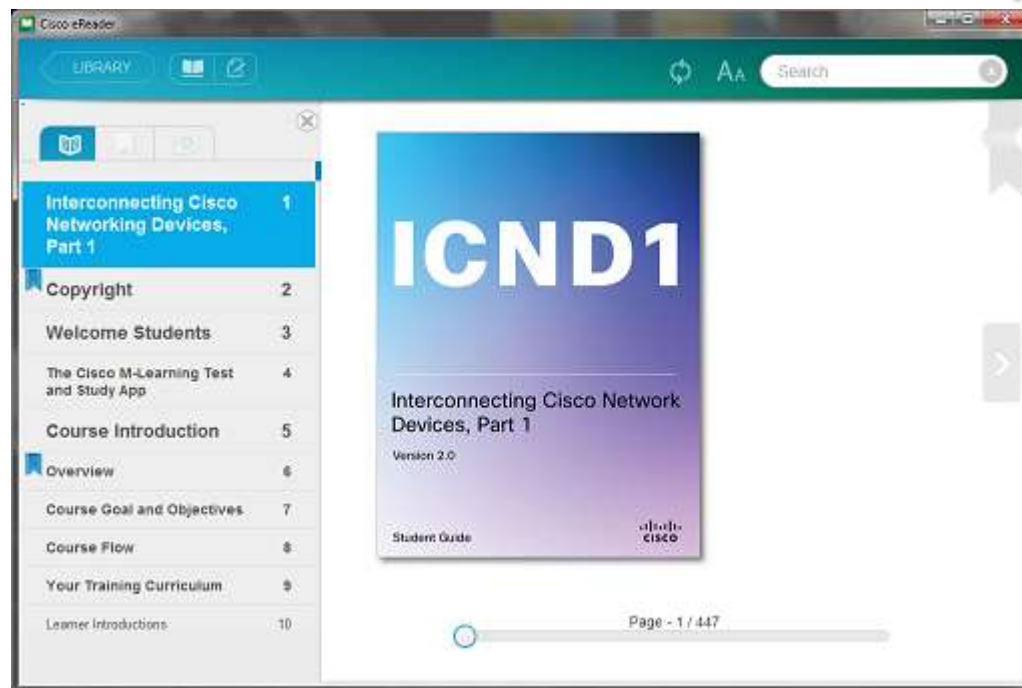 Cisco eReader
LIBRARY
AA
Search
Interconnecting Cisco 1
Networking Devices,
Part 1
Copyright 2
Welcome Students 3
The Cisco M-Learning Test 4
and Study App
Course Introduction 5
Overview 6
Course Goal and Objectives 7
Course Flow 8
Your Training Curriculum 9
Learner Introductions 10
ICND1
Interconnecting Cisco Network
Devices, Part 1
Version 2.0
Student Guide
CISCO
Page - 1 / 447